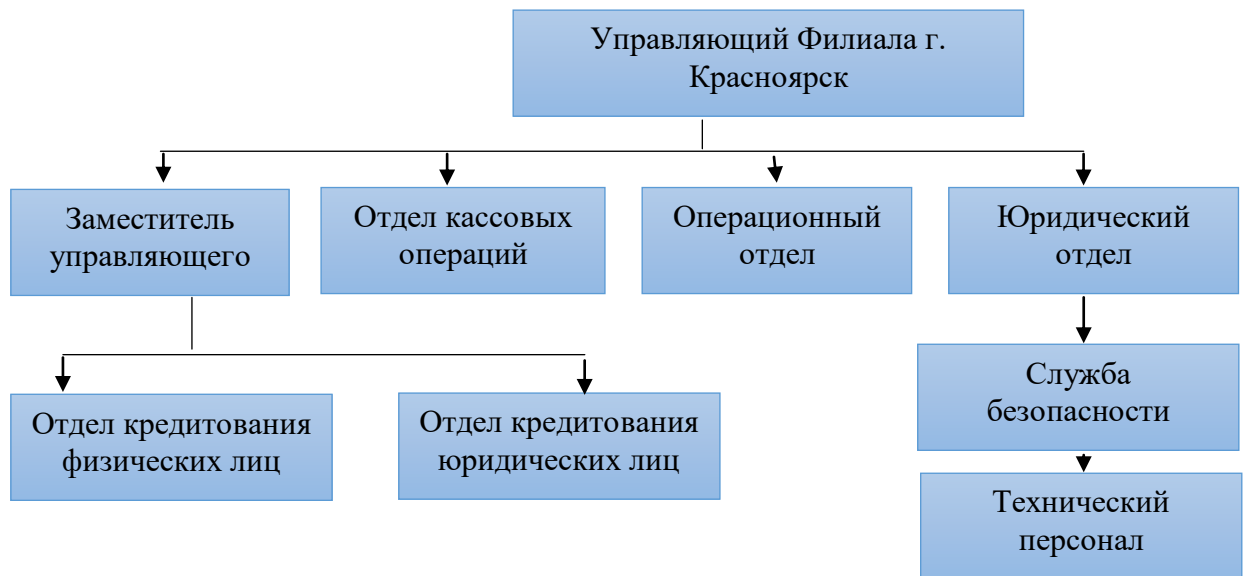 Управляющий Филиала г.
Красноярск
Заместитель
управляющего
Отдел кассовых
операций
Операционный
отдел
Юридический
отдел
Отдел кредитования
физических лиц
Отдел кредитования
юридических лиц
Служба
безопасности
Технический
персонал